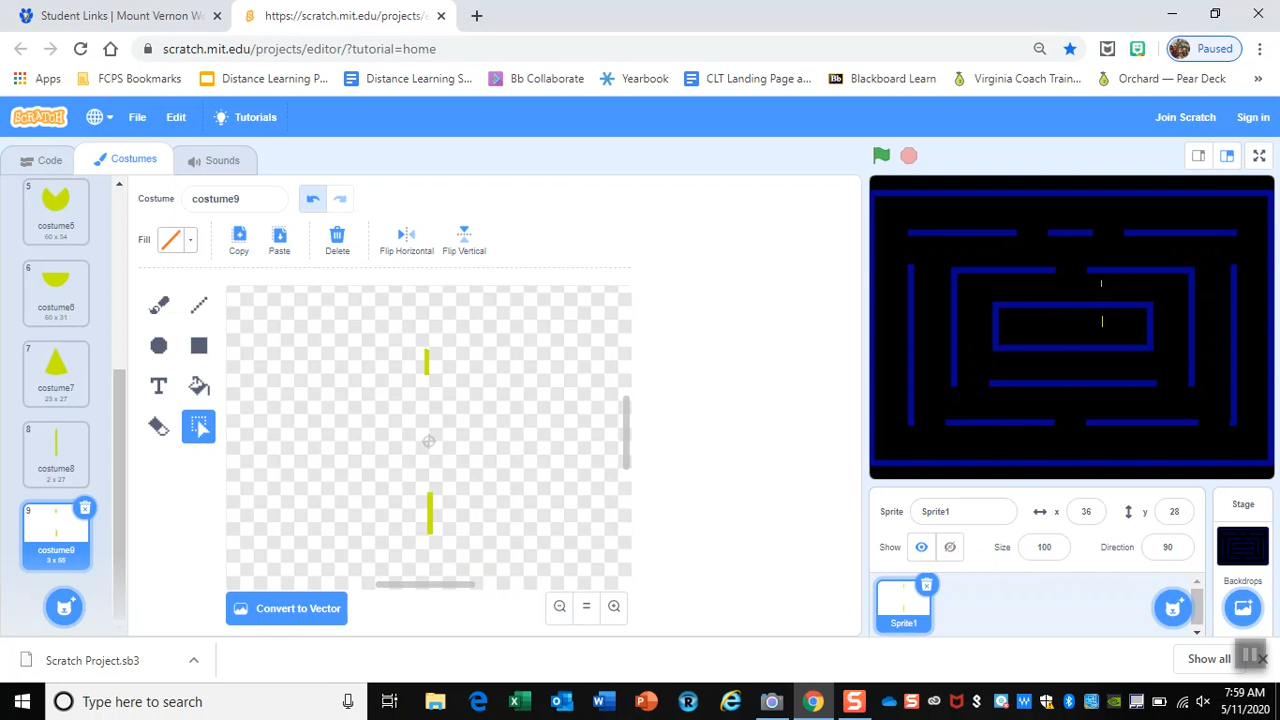 Student Links | Mount Vernon Wo
https://scratch.mit.edu/projects/e
scratch.mit.edu/projects/editor/?tutorial=home
Paused
Apps
FCPS Bookmarks
Distance Learning P...
Distance Learning S...
Bb Collaborate
Yearbook
CLT Landing Page a...
Bb
Blackboard Learn
Virginia Coach Train...
Orchard — Pear Deck
»
SCRATCH
File
Edit
Tutorials
Join Scratch
Sign in
Code
Costumes
Sounds
5
costume5
60 x 54
6
costume6
60 x 31
7
costume7
23 x 27
8
costume8
2 x 27
9
costume9
3 x 65
Costume
costume9
Fill
Copy
Paste
Delete
Flip Horizontal
Flip Vertical
T
Convert to Vector
Sprite
Sprite1
x
36
y
28
Show
Size
100
Direction
90
Sprite1
Stage
Backdrops
Scratch Project.sb3
Show all
Type here to search
7:59 AM
5/11/2020